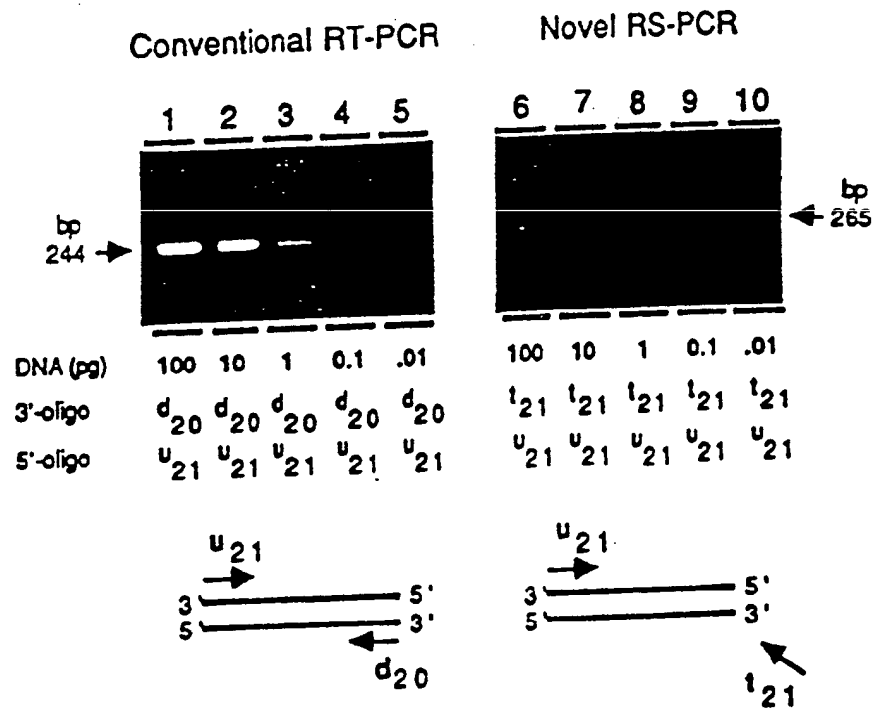 Conventional RT-PCR
Novel RS-PCR
1 2 3 4 5
6 7 8 9 10
bp
244
bp
265
DNA (pg) 100 10 1 0.1 .01
100 10 1 0.1 .01
3'-oligo d20 d20 d20 d20 d20
t21 t21 t21 t21 t21
5'-oligo u21 u21 u21 u21 u21
u21 u21 u21 u21 u21
u21
u21
3 5'
5 3'
3 5'
5 3'
d20
t21